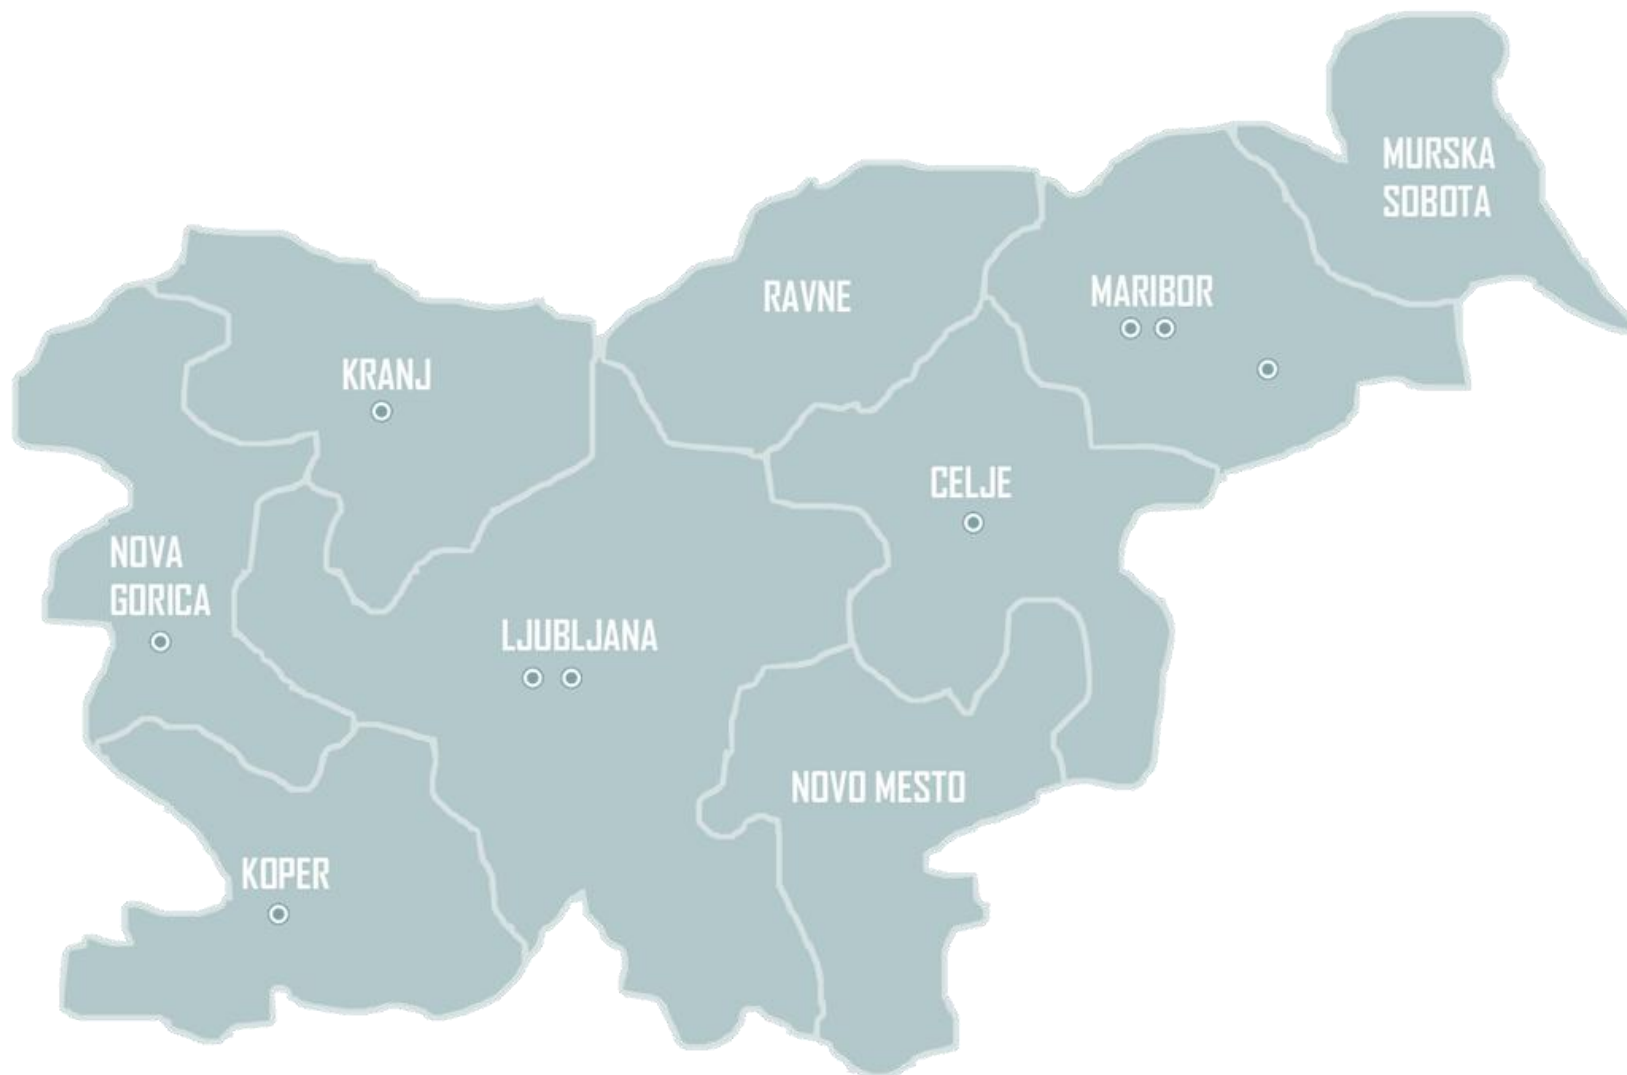 MURSKA
SOBOTA
RAVNE
MARIBOR
KRANJ
CELJE
NOVA
GORICA
LJUBLJANA
NOVO MESTO
KOPER